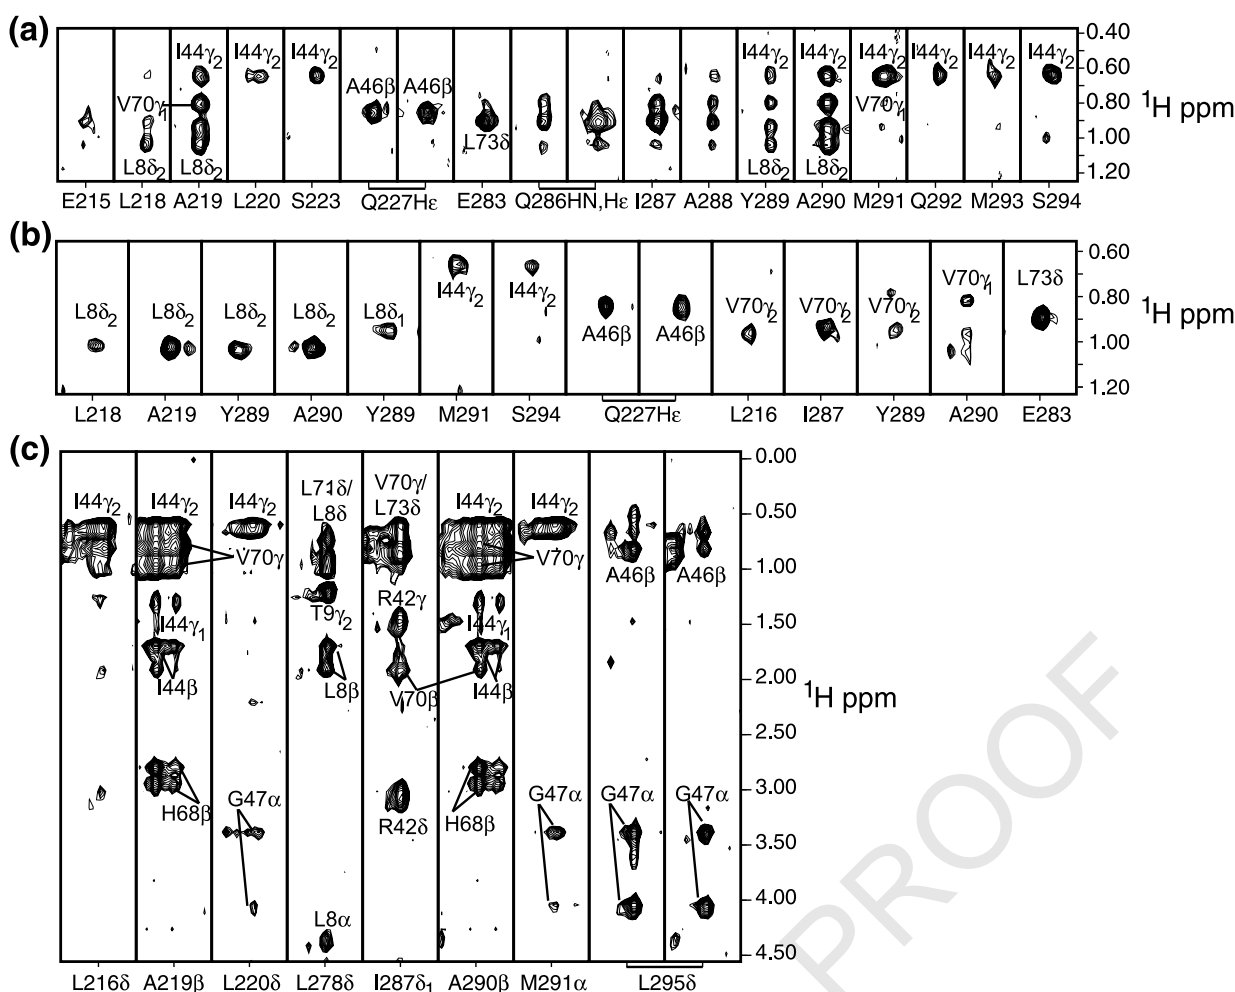 (a)
I44γ2 I44γ2 I44γ2 I44γ2 I44γ2 I44γ2 I44γ2 I44γ2 I44γ2
0.40
0.60
A46β A46β
V70γ1 V70γ1
0.80
¹H ppm
L73δ
1.00
L8δ2 L8δ2 L8δ2 L8δ2
1.20
E215 L218 A219 L220 S223 Q227Hε E283 Q286HN,Hε I287 A288 Y289 A290 M291 Q292 M293 S294
(b)
0.60
I44γ2 I44γ2 L73δ
L8δ2 L8δ2 L8δ2 L8δ2 L8δ1 V70γ2 V70γ2 V70γ2 V70γ1
0.80
¹H ppm
A46β A46β
1.00
1.20
L218 A219 Y289 A290 Y289 M291 S294 Q227Hε L216 I287 Y289 A290 E283
(c)
0.00
L71δ/ V70γ/
I44γ2 I44γ2 I44γ2 L8δ L73δ I44γ2 I44γ2
0.50
V70γ V70γ
A46β A46β
1.00
T9γ2 R42γ
I44γ1 I44γ1
1.50
I44β L8β V70β I44β
2.00
¹H ppm
2.50
H68β G47α R42δ H68β G47α G47α G47α
3.00
3.50
4.00
L8α
4.50
L216δ A219β L220δ L278δ I287δ1 A290β M291α L295δ
PROOF